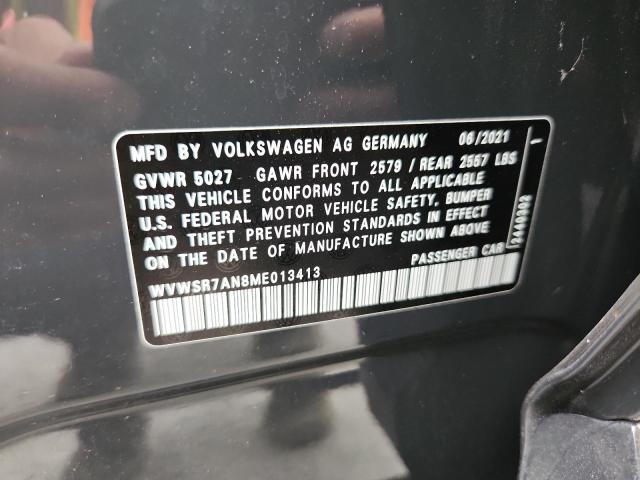 MFD BY VOLKSWAGEN AG GERMANY 06/2021
GVWR 5027 GAWR FRONT 2579 / REAR 2557 LBS
THIS VEHICLE CONFORMS TO ALL APPLICABLE
U.S. FEDERAL MOTOR VEHICLE SAFETY, BUMPER
AND THEFT PREVENTION STANDARDS IN EFFECT
ON THE DATE OF MANUFACTURE SHOWN ABOVE
PASSENGER CAR
WVWSR7AN8ME013413